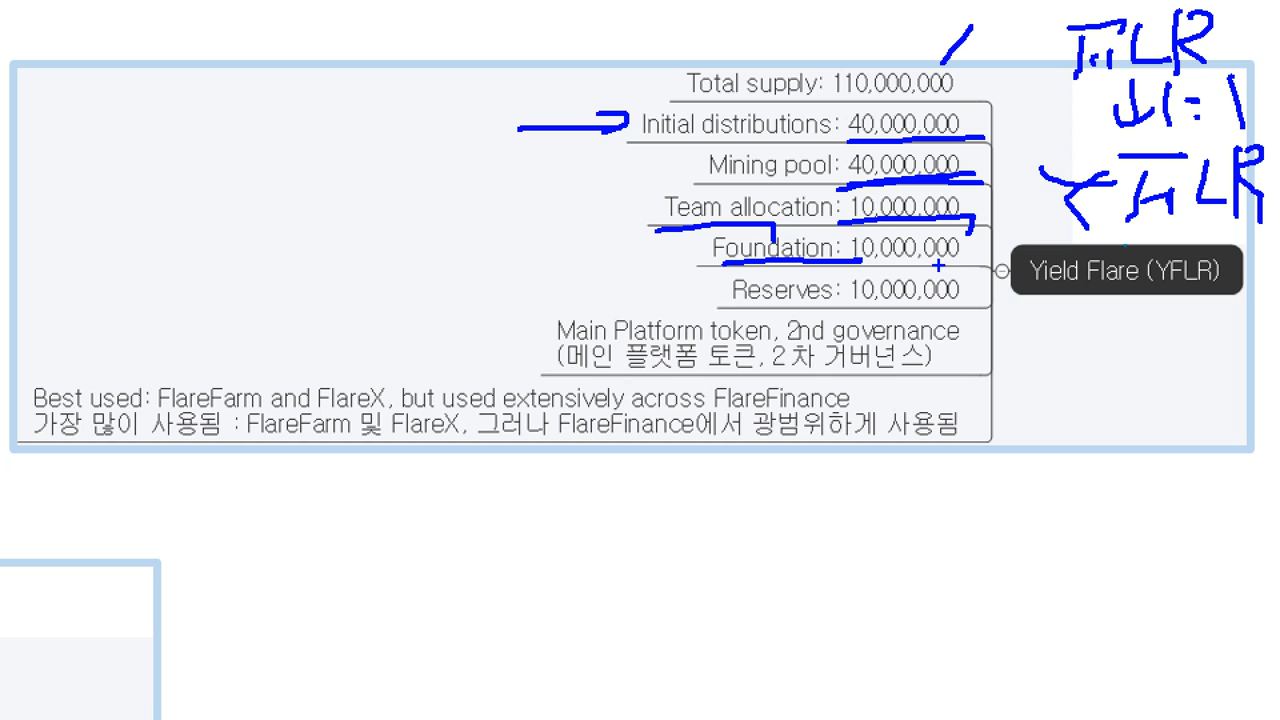 FLR
Total supply: 110,000,000
1:1
Initial distributions: 40,000,000
Mining pool: 40,000,000
YFLR
Team allocation: 10,000,000
Foundation: 10,000,000
Yield Flare (YFLR)
Reserves: 10,000,000
Main Platform token, 2nd governance
(메인 플랫폼 토큰, 2차 거버넌스)
Best used: FlareFarm and FlareX, but used extensively across FlareFinance
가장 많이 사용됨 : FlareFarm 및 FlareX, 그러나 FlareFinance에서 광범위하게 사용됨